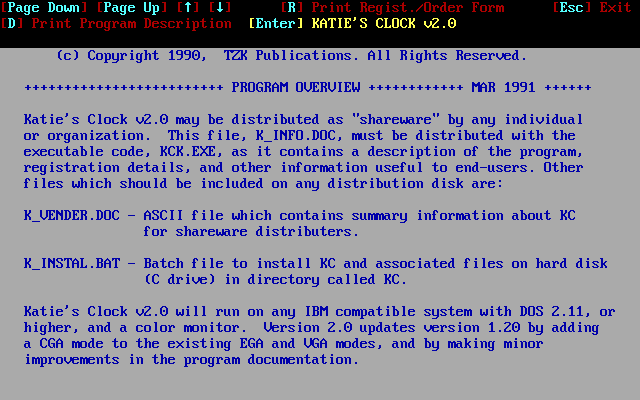 [Page Down] [Page Up] [↑] [↓] [R] Print Regist./Order Form [Esc] Exit
[D] Print Program Description [Enter] KATIE'S CLOCK v2.0
(c) Copyright 1990, TZK Publications. All Rights Reserved.
+++++++++++++++++++++++++ PROGRAM OVERVIEW ++++++++++++ MAR 1991 ++++++
Katie's Clock v2.0 may be distributed as "shareware" by any individual
or organization. This file, K_INFO.DOC, must be distributed with the
executable code, KCK.EXE, as it contains a description of the program,
registration details, and other information useful to end-users. Other
files which should be included on any distribution disk are:
K_VENDER.DOC - ASCII file which contains summary information about KC
for shareware distributers.
K_INSTAL.BAT - Batch file to install KC and associated files on hard disk
(C drive) in directory called KC.
Katie's Clock v2.0 will run on any IBM compatible system with DOS 2.11, or
higher, and a color monitor. Version 2.0 updates version 1.20 by adding
a CGA mode to the existing EGA and VGA modes, and by making minor
improvements in the program documentation.